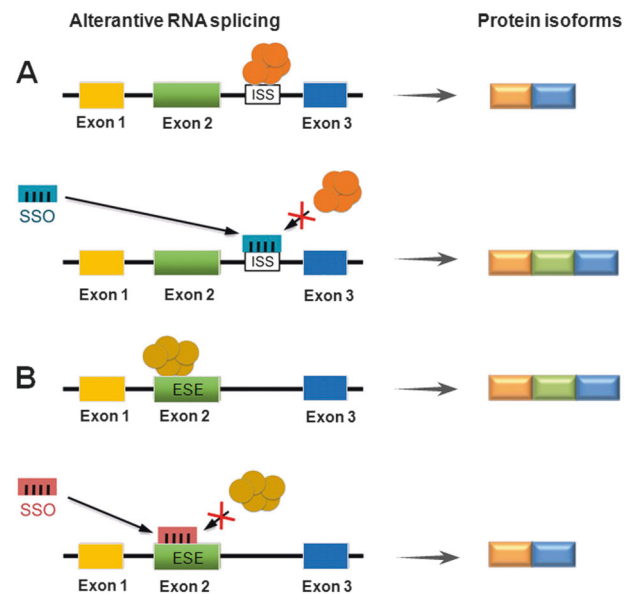 Alterantive RNA splicing Protein isoforms
A
ISS
Exon 1 Exon 2 Exon 3
SSO
ISS
Exon 1 Exon 2 Exon 3
B
ESE
Exon 1 Exon 2 Exon 3
SSO
ESE
Exon 1 Exon 2 Exon 3